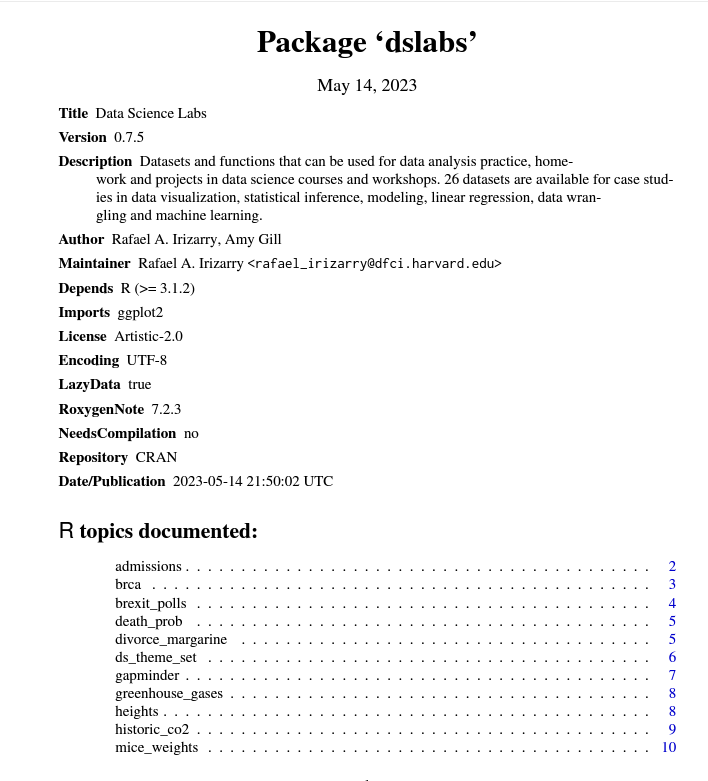 Package ‘dslabs’
May 14, 2023
Title Data Science Labs
Version 0.7.5
Description Datasets and functions that can be used for data analysis practice, home-
work and projects in data science courses and workshops. 26 datasets are available for case stud-
ies in data visualization, statistical inference, modeling, linear regression, data wran-
gling and machine learning.
Author Rafael A. Irizarry, Amy Gill
Maintainer Rafael A. Irizarry <rafael_irizarry@dfci.harvard.edu>
Depends R (>= 3.1.2)
Imports ggplot2
License Artistic-2.0
Encoding UTF-8
LazyData true
RoxygenNote 7.2.3
NeedsCompilation no
Repository CRAN
Date/Publication 2023-05-14 21:50:02 UTC
R topics documented:
admissions . . . . . . . . . . . . . . . . . . . . . . . . . . . . . . . . . . . . . . . 2
brca . . . . . . . . . . . . . . . . . . . . . . . . . . . . . . . . . . . . . . . . . 3
brexit_polls . . . . . . . . . . . . . . . . . . . . . . . . . . . . . . . . . . . . . . 4
death_prob . . . . . . . . . . . . . . . . . . . . . . . . . . . . . . . . . . . . . . 5
divorce_margarine . . . . . . . . . . . . . . . . . . . . . . . . . . . . . . . . . . 5
ds_theme_set . . . . . . . . . . . . . . . . . . . . . . . . . . . . . . . . . . . . . 6
gapminder . . . . . . . . . . . . . . . . . . . . . . . . . . . . . . . . . . . . . . . 7
greenhouse_gases . . . . . . . . . . . . . . . . . . . . . . . . . . . . . . . . . . . 8
heights . . . . . . . . . . . . . . . . . . . . . . . . . . . . . . . . . . . . . . . . 8
historic_co2 . . . . . . . . . . . . . . . . . . . . . . . . . . . . . . . . . . . . . . 9
mice_weights . . . . . . . . . . . . . . . . . . . . . . . . . . . . . . . . . . . . . 10